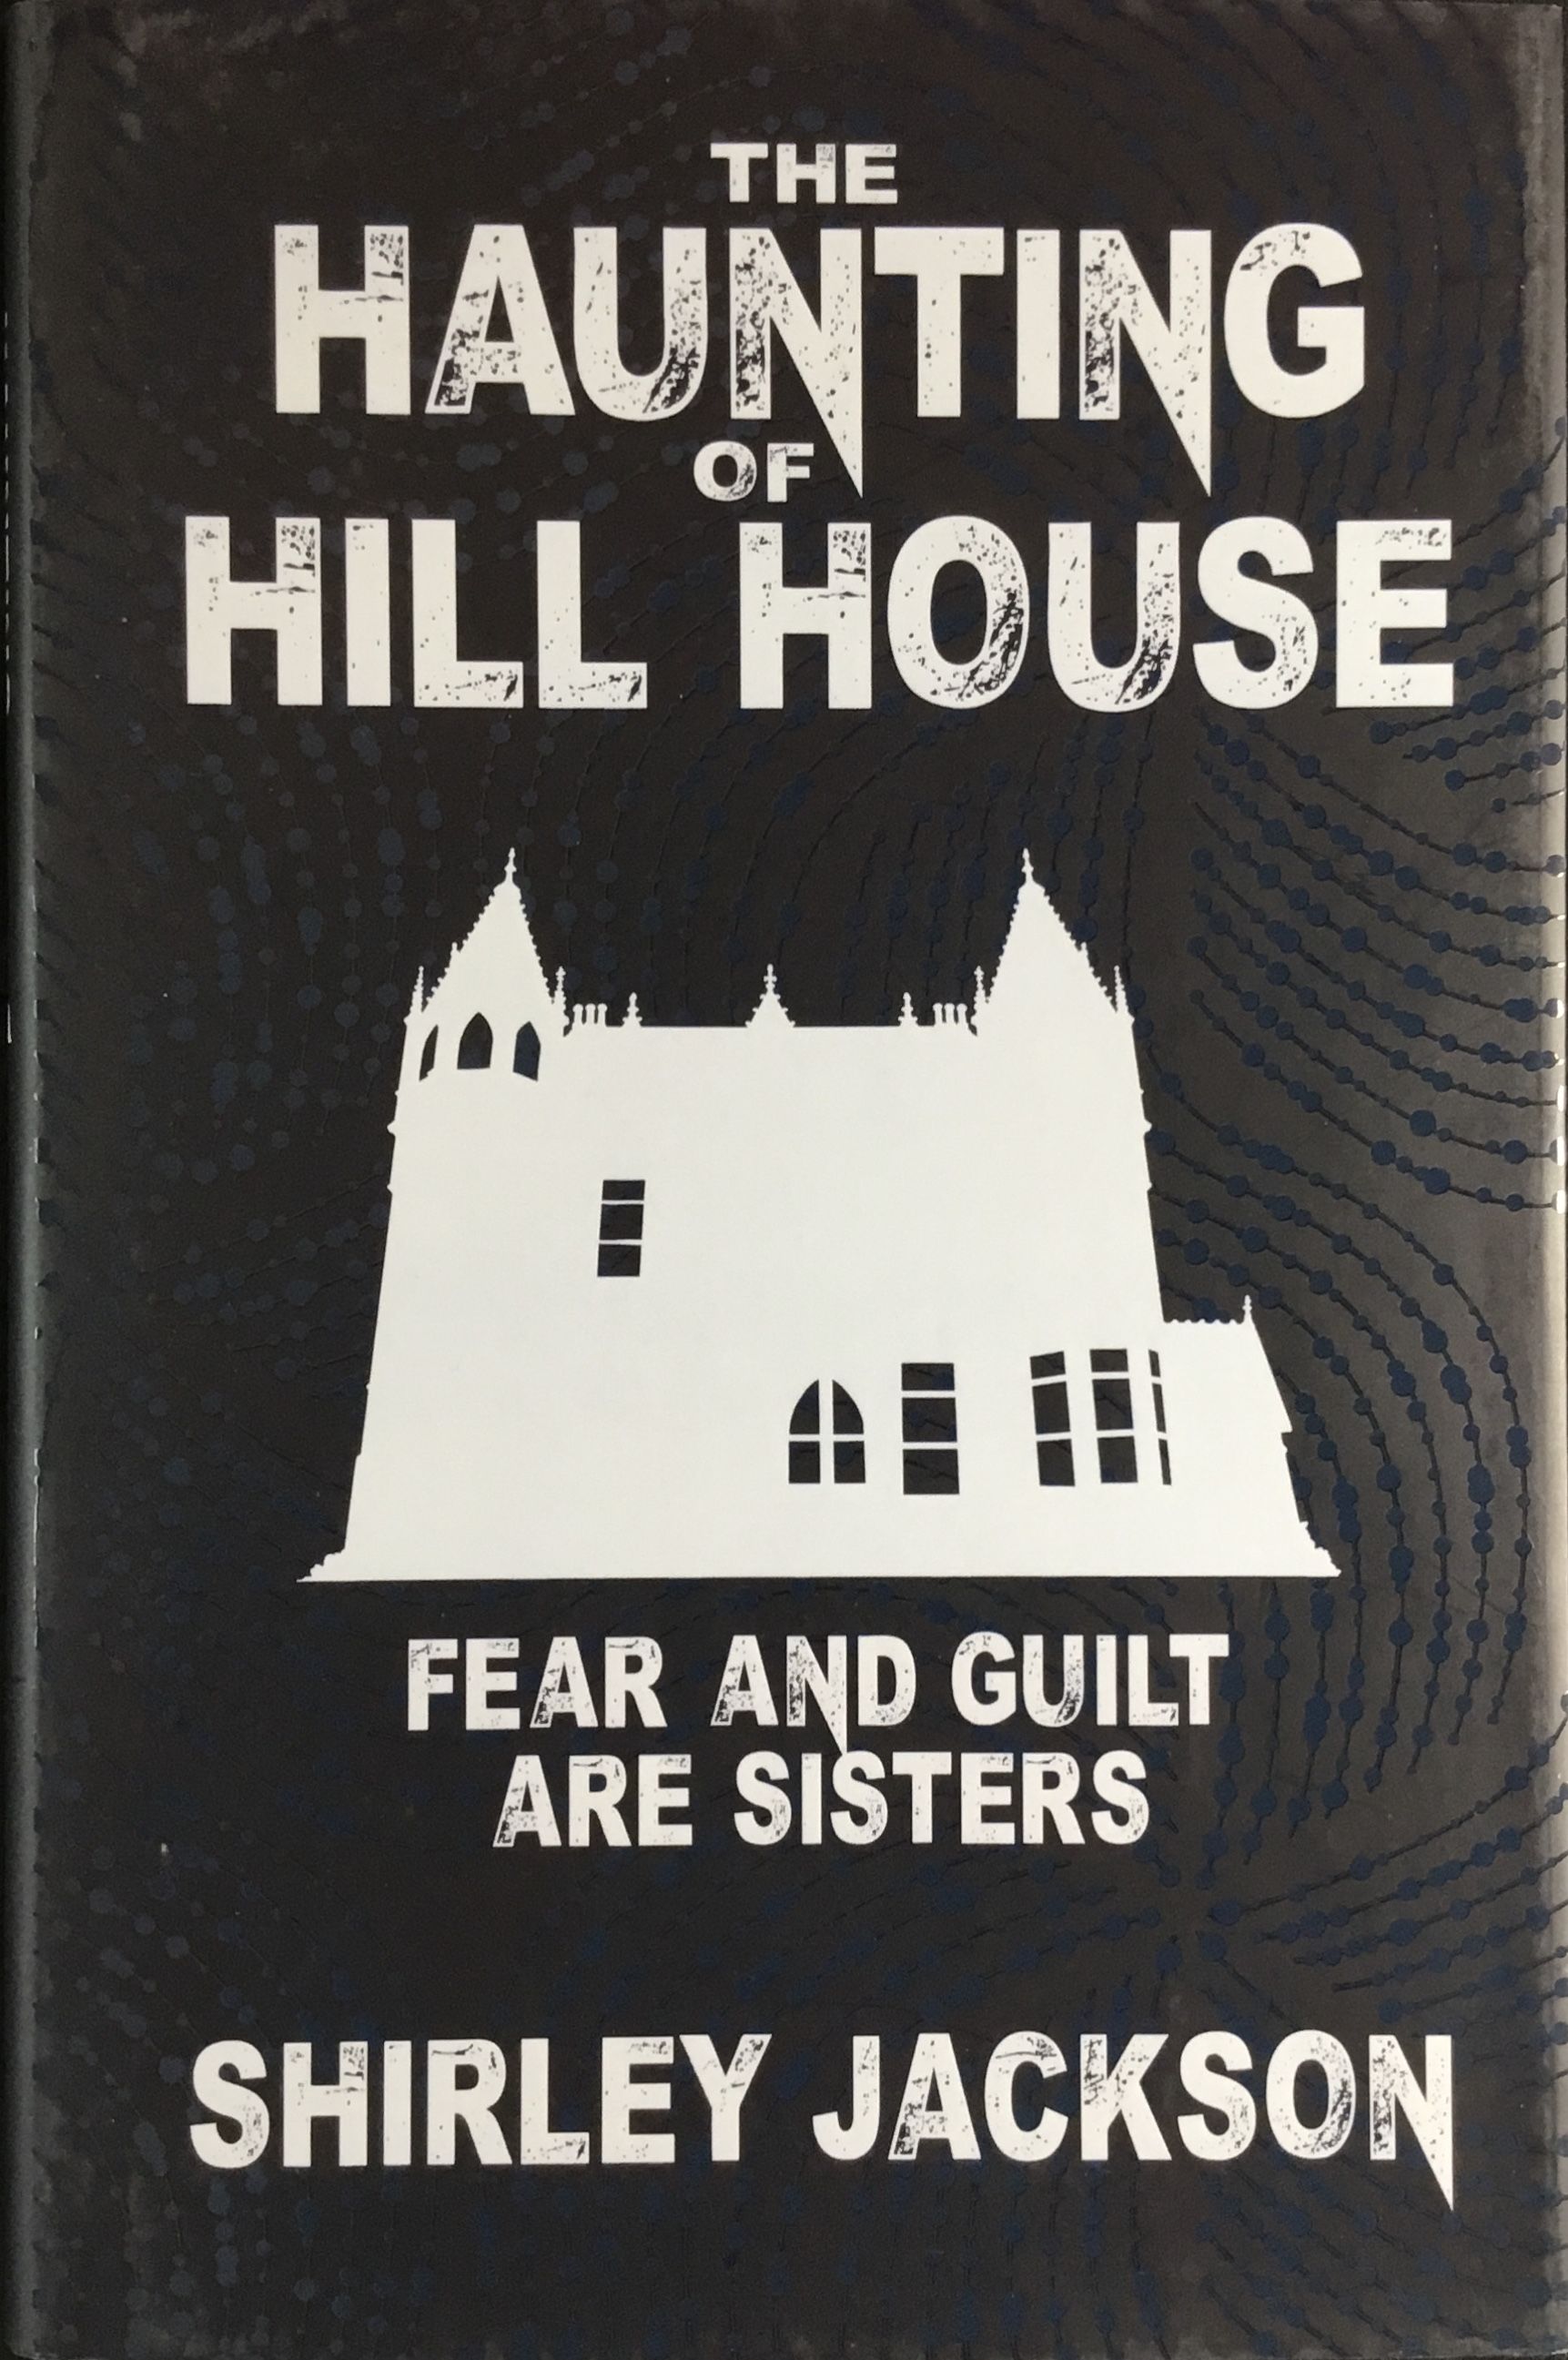 THE
HAUNTING
OF
HILL HOUSE
FEAR AND GUILT
ARE SISTERS
SHIRLEY JACKSON